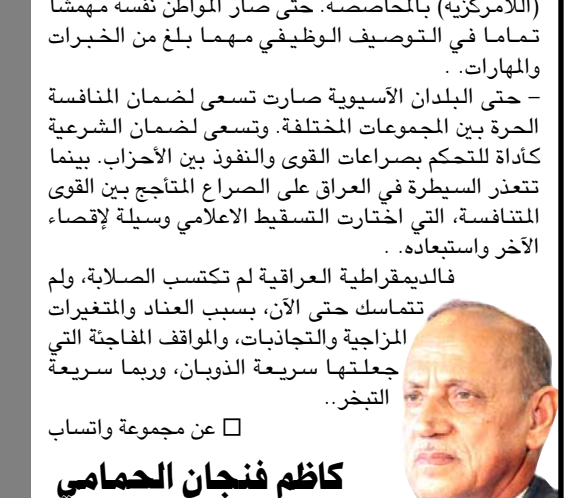 (اللامركزية) بالمحاصصة. حتى صار المواطن نفسه مهمشا
تماما في التوصيف الوظيفي مهما بلغ من الخبرات
والمهارات. .
– حتى البلدان الآسيوية صارت تسعى لضمان المنافسة
الحرة بين المجموعات المختلفة. وتسعى لضمان الشرعية
كأداة للتحكم بصراعات القوى والنفوذ بين الأحزاب. بينما
تتعذر السيطرة في العراق على الصراع المتأجج بين القوى
المتنافسة، التي اختارت التسقيط الاعلامي وسيلة لإقصاء
الآخر واستبعاده. .
فالديمقراطية العراقية لم تكتسب الصلابة، ولم
تتماسك حتى الآن، بسبب العناد والمتغيرات
المزاجية والتجاذبات، والمواقف المفاجئة التي
جعلتها سريعة الذوبان، وربما سريعة
التبخر..
□ عن مجموعة واتساب
كاظم فنجان الحمامي